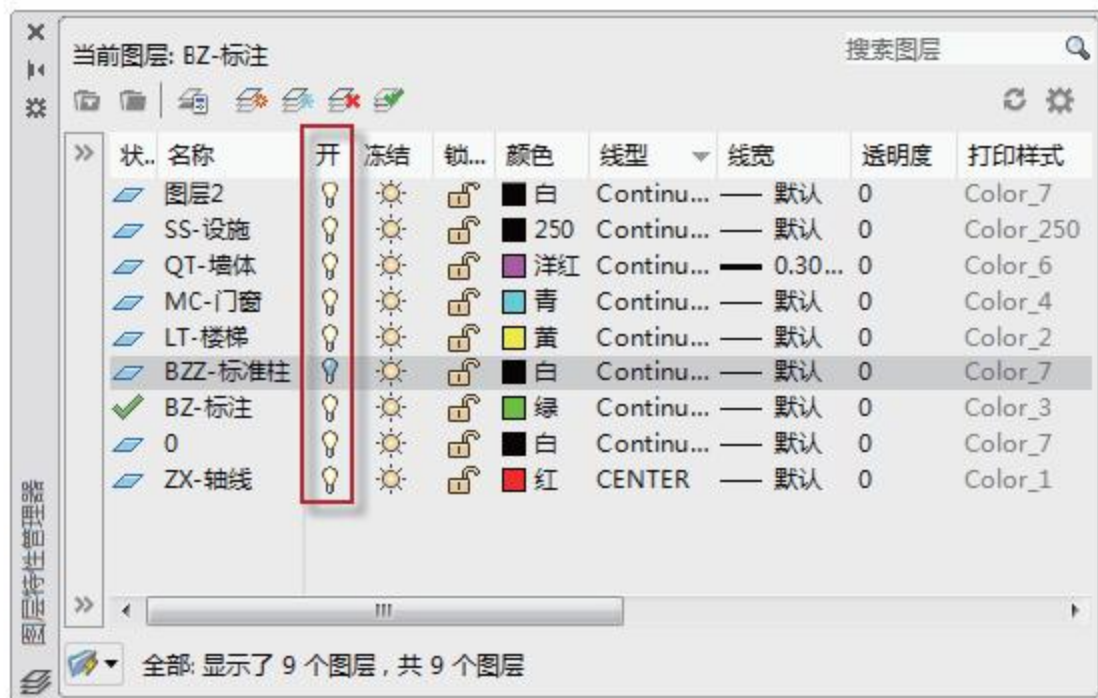 当前图层: BZ-标注
搜索图层
状.. 名称 开 冻结 锁... 颜色 线型 线宽 透明度 打印样式
图层2 白 Continu... 默认 0 Color_7
SS-设施 250 Continu... 默认 0 Color_250
QT-墙体 洋红 Continu... 0.30... 0 Color_6
MC-门窗 青 Continu... 默认 0 Color_4
LT-楼梯 黄 Continu... 默认 0 Color_2
BZZ-标准柱 白 Continu... 默认 0 Color_7
BZ-标注 绿 Continu... 默认 0 Color_3
0 白 Continu... 默认 0 Color_7
ZX-轴线 红 CENTER 默认 0 Color_1
图层特性管理器
全部: 显示了 9 个图层 , 共 9 个图层